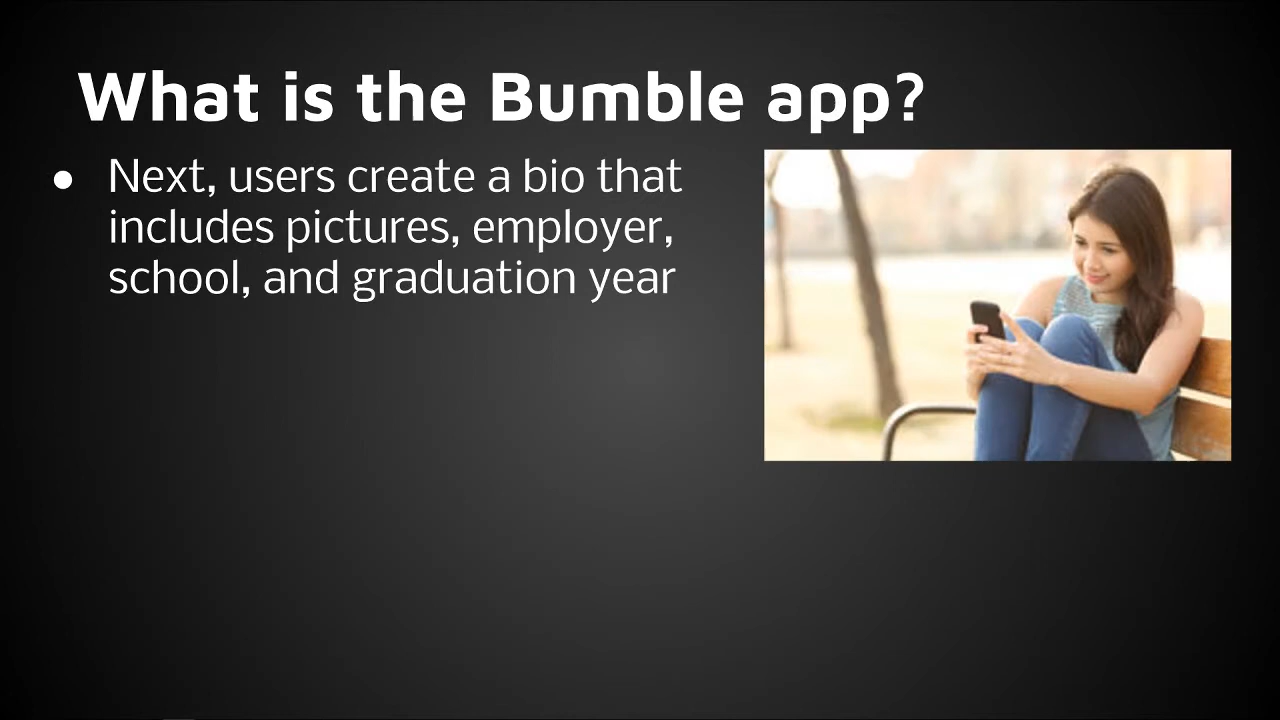 What is the Bumble app?
● Next, users create a bio that
includes pictures, employer,
school, and graduation year